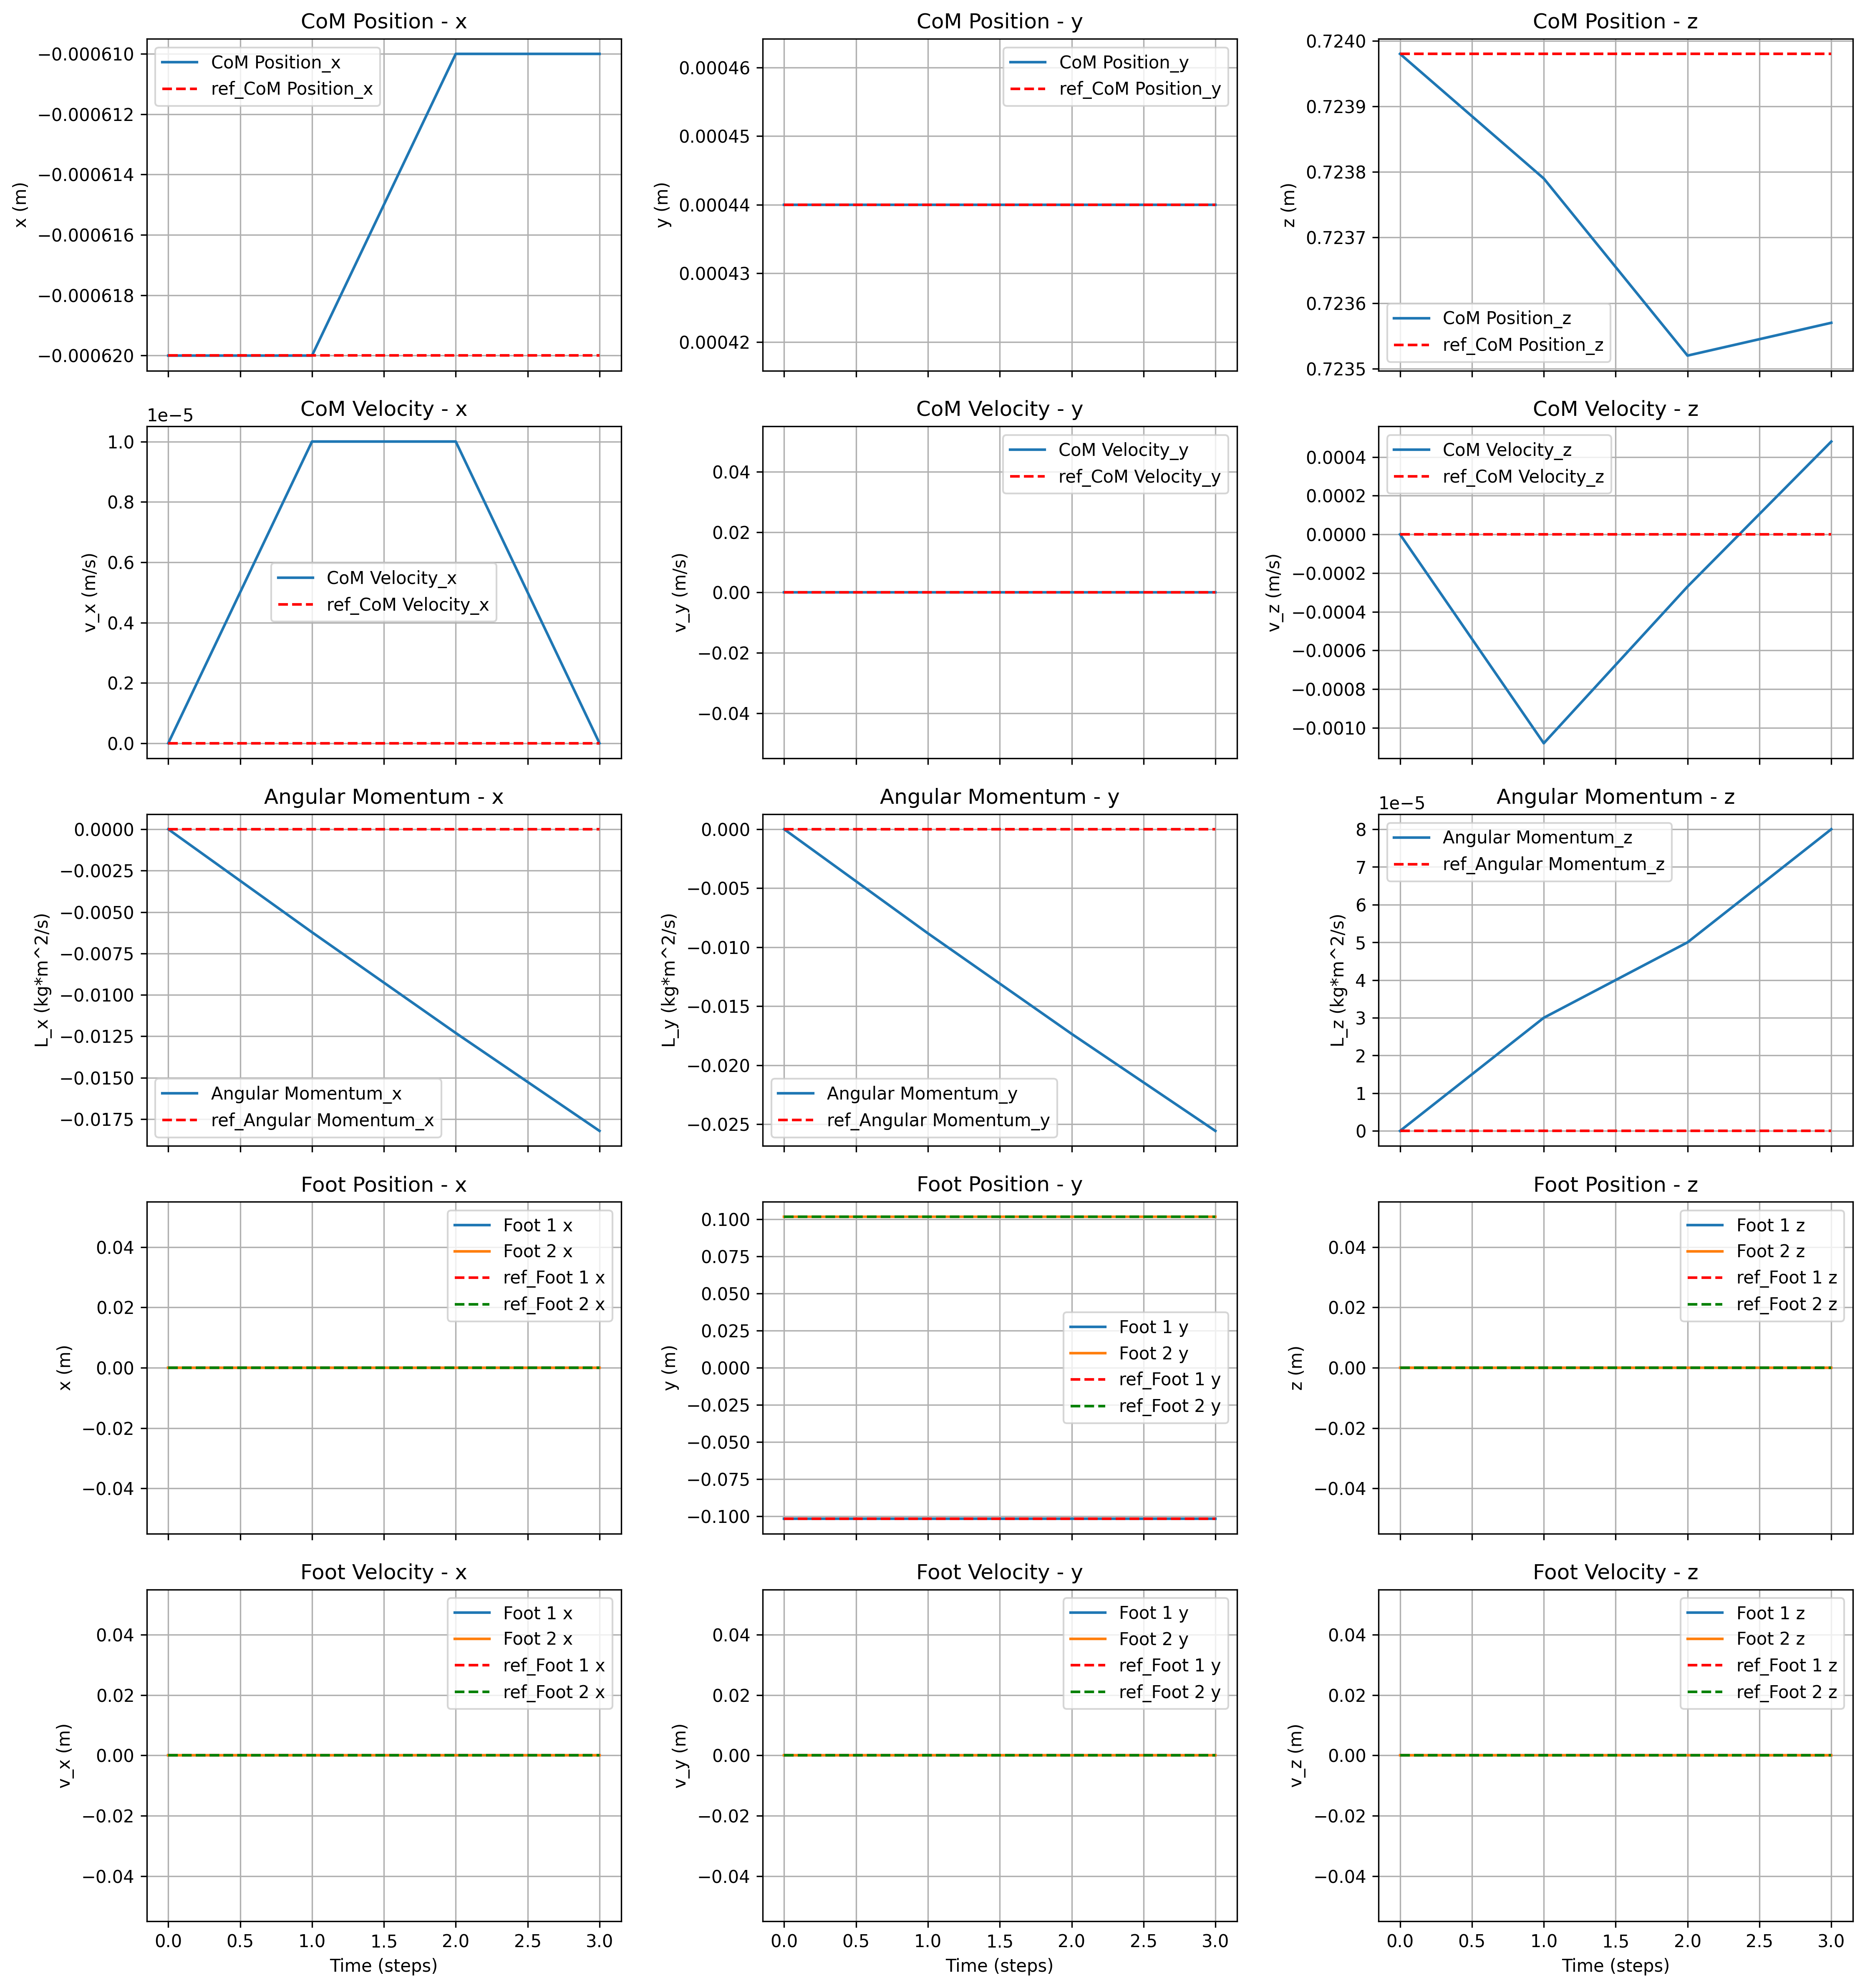 CoM Position - x
−0.000610
−0.000612
−0.000614
−0.000616
−0.000618
−0.000620
x (m)
CoM Position_x
ref_CoM Position_x
CoM Position - y
0.00046
0.00045
0.00044
0.00043
0.00042
y (m)
CoM Position_y
ref_CoM Position_y
CoM Position - z
0.7240
0.7239
0.7238
0.7237
0.7236
0.7235
z (m)
CoM Position_z
ref_CoM Position_z
CoM Velocity - x
1e−5
1.0
0.8
0.6
0.4
0.2
0.0
v_x (m/s)
CoM Velocity_x
ref_CoM Velocity_x
CoM Velocity - y
0.04
0.02
0.00
−0.02
−0.04
v_y (m/s)
CoM Velocity_y
ref_CoM Velocity_y
CoM Velocity - z
0.0004
0.0002
0.0000
−0.0002
−0.0004
−0.0006
−0.0008
−0.0010
v_z (m/s)
CoM Velocity_z
ref_CoM Velocity_z
Angular Momentum - x
0.0000
−0.0025
−0.0050
−0.0075
−0.0100
−0.0125
−0.0150
−0.0175
L_x (kg*m^2/s)
Angular Momentum_x
ref_Angular Momentum_x
Angular Momentum - y
0.000
−0.005
−0.010
−0.015
−0.020
−0.025
L_y (kg*m^2/s)
Angular Momentum_y
ref_Angular Momentum_y
Angular Momentum - z
1e−5
8
7
6
5
4
3
2
1
0
L_z (kg*m^2/s)
Angular Momentum_z
ref_Angular Momentum_z
Foot Position - x
0.04
0.02
0.00
−0.02
−0.04
x (m)
Foot 1 x
Foot 2 x
ref_Foot 1 x
ref_Foot 2 x
Foot Position - y
0.100
0.075
0.050
0.025
0.000
−0.025
−0.050
−0.075
−0.100
y (m)
Foot 1 y
Foot 2 y
ref_Foot 1 y
ref_Foot 2 y
Foot Position - z
0.04
0.02
0.00
−0.02
−0.04
z (m)
Foot 1 z
Foot 2 z
ref_Foot 1 z
ref_Foot 2 z
Foot Velocity - x
0.04
0.02
0.00
−0.02
−0.04
v_x (m)
Foot 1 x
Foot 2 x
ref_Foot 1 x
ref_Foot 2 x
0.0 0.5 1.0 1.5 2.0 2.5 3.0
Time (steps)
Foot Velocity - y
0.04
0.02
0.00
−0.02
−0.04
v_y (m)
Foot 1 y
Foot 2 y
ref_Foot 1 y
ref_Foot 2 y
0.0 0.5 1.0 1.5 2.0 2.5 3.0
Time (steps)
Foot Velocity - z
0.04
0.02
0.00
−0.02
−0.04
v_z (m)
Foot 1 z
Foot 2 z
ref_Foot 1 z
ref_Foot 2 z
0.0 0.5 1.0 1.5 2.0 2.5 3.0
Time (steps)